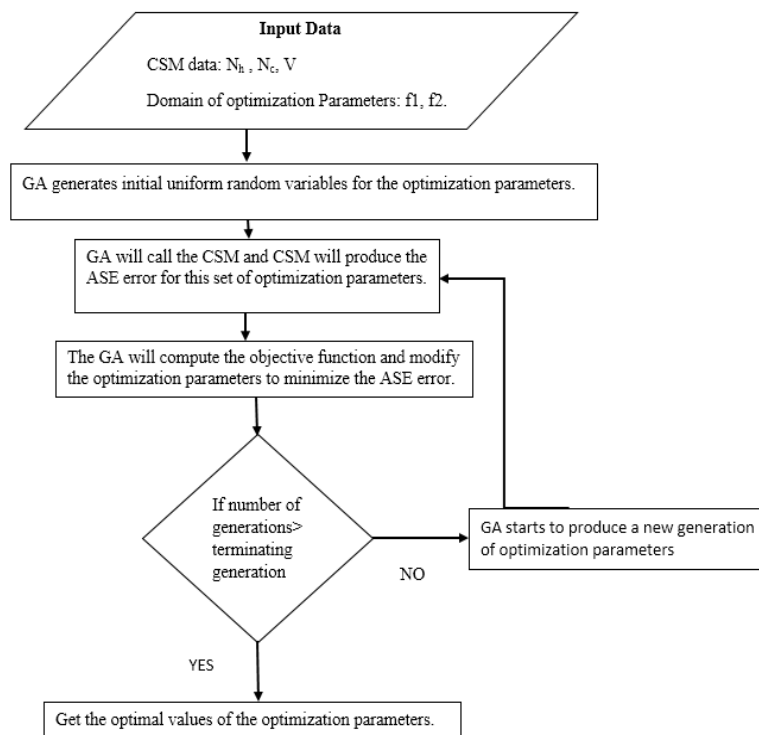 Input Data
CSM data: Nh , Nc, V
Domain of optimization Parameters: f1, f2.
GA generates initial uniform random variables for the optimization parameters.
GA will call the CSM and CSM will produce the
ASE error for this set of optimization parameters.
The GA will compute the objective function and modify
the optimization parameters to minimize the ASE error.
If number of
generations>
terminating
generation
NO
GA starts to produce a new generation
of optimization parameters
YES
Get the optimal values of the optimization parameters.